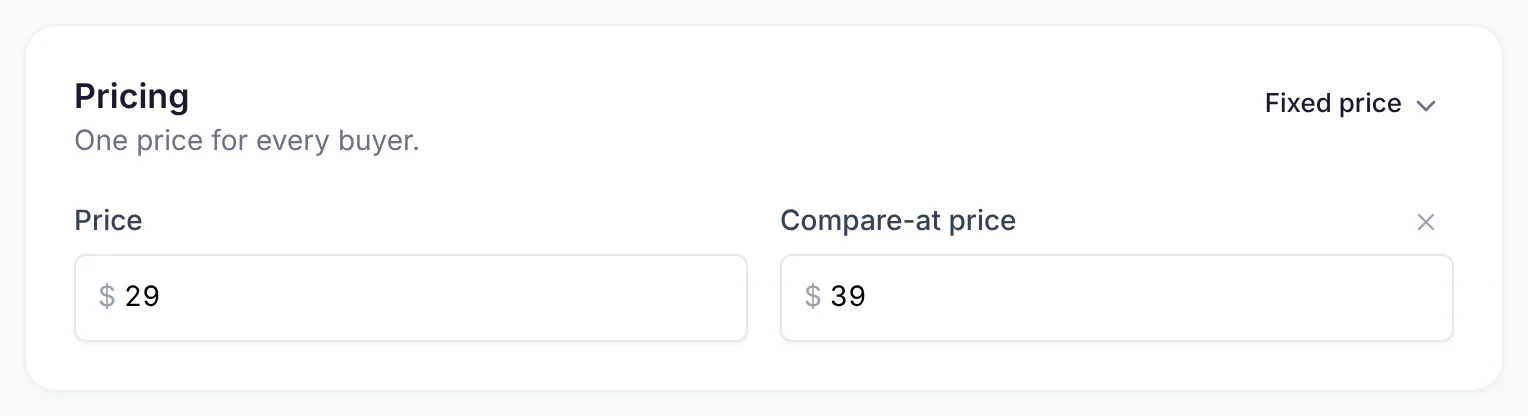 Pricing
Fixed price
One price for every buyer.
Price
Compare-at price
$ 29
$ 39